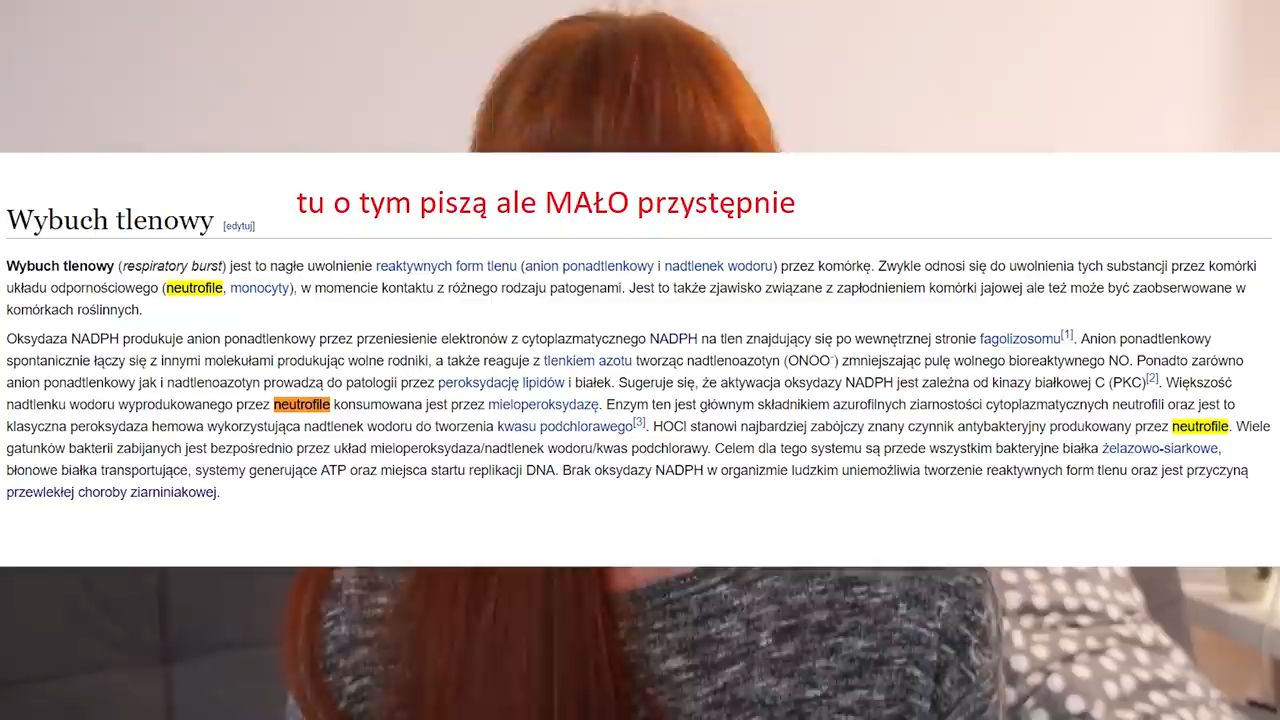 tu o tym piszą ale MAŁO przystępnie
Wybuch tlenowy [edytuj]
Wybuch tlenowy (respiratory burst) jest to nagłe uwolnienie reaktywnych form tlenu (anion ponadtlenkowy i nadtlenek wodoru) przez komórkę. Zwykle odnosi się do uwolnienia tych substancji przez komórki
układu odpornościowego (neutrofile, monocyty), w momencie kontaktu z różnego rodzaju patogenami. Jest to także zjawisko związane z zapłodnieniem komórki jajowej ale też może być zaobserwowane w
komórkach roślinnych.
Oksydaza NADPH produkuje anion ponadtlenkowy przez przeniesienie elektronów z cytoplazmatycznego NADPH na tlen znajdujący się po wewnętrznej stronie fagolizosomu[1]. Anion ponadtlenkowy
spontanicznie łączy się z innymi molekułami produkując wolne rodniki, a także reaguje z tlenkiem azotu tworząc nadtlenoazotyn (ONOO⁻) zmniejszając pulę wolnego bioreaktywnego NO. Ponadto zarówno
anion ponadtlenkowy jak i nadtlenoazotyn prowadzą do patologii przez peroksydację lipidów i białek. Sugeruje się, że aktywacja oksydazy NADPH jest zależna od kinazy białkowej C (PKC)[2]. Większość
nadtlenku wodoru wyprodukowanego przez neutrofile konsumowana jest przez mieloperoksydazę. Enzym ten jest głównym składnikiem azurofilnych ziarnostości cytoplazmatycznych neutrofili oraz jest to
klasyczna peroksydaza hemowa wykorzystująca nadtlenek wodoru do tworzenia kwasu podchlorawego[3]. HOCl stanowi najbardziej zabójczy znany czynnik antybakteryjny produkowany przez neutrofile. Wiele
gatunków bakterii zabijanych jest bezpośrednio przez układ mieloperoksydaza/nadtlenek wodoru/kwas podchlorawy. Celem dla tego systemu są przede wszystkim bakteryjne białka żelazowo-siarkowe,
błonowe białka transportujące, systemy generujące ATP oraz miejsca startu replikacji DNA. Brak oksydazy NADPH w organizmie ludzkim uniemożliwia tworzenie reaktywnych form tlenu oraz jest przyczyną
przewlekłej choroby ziarniniakowej.